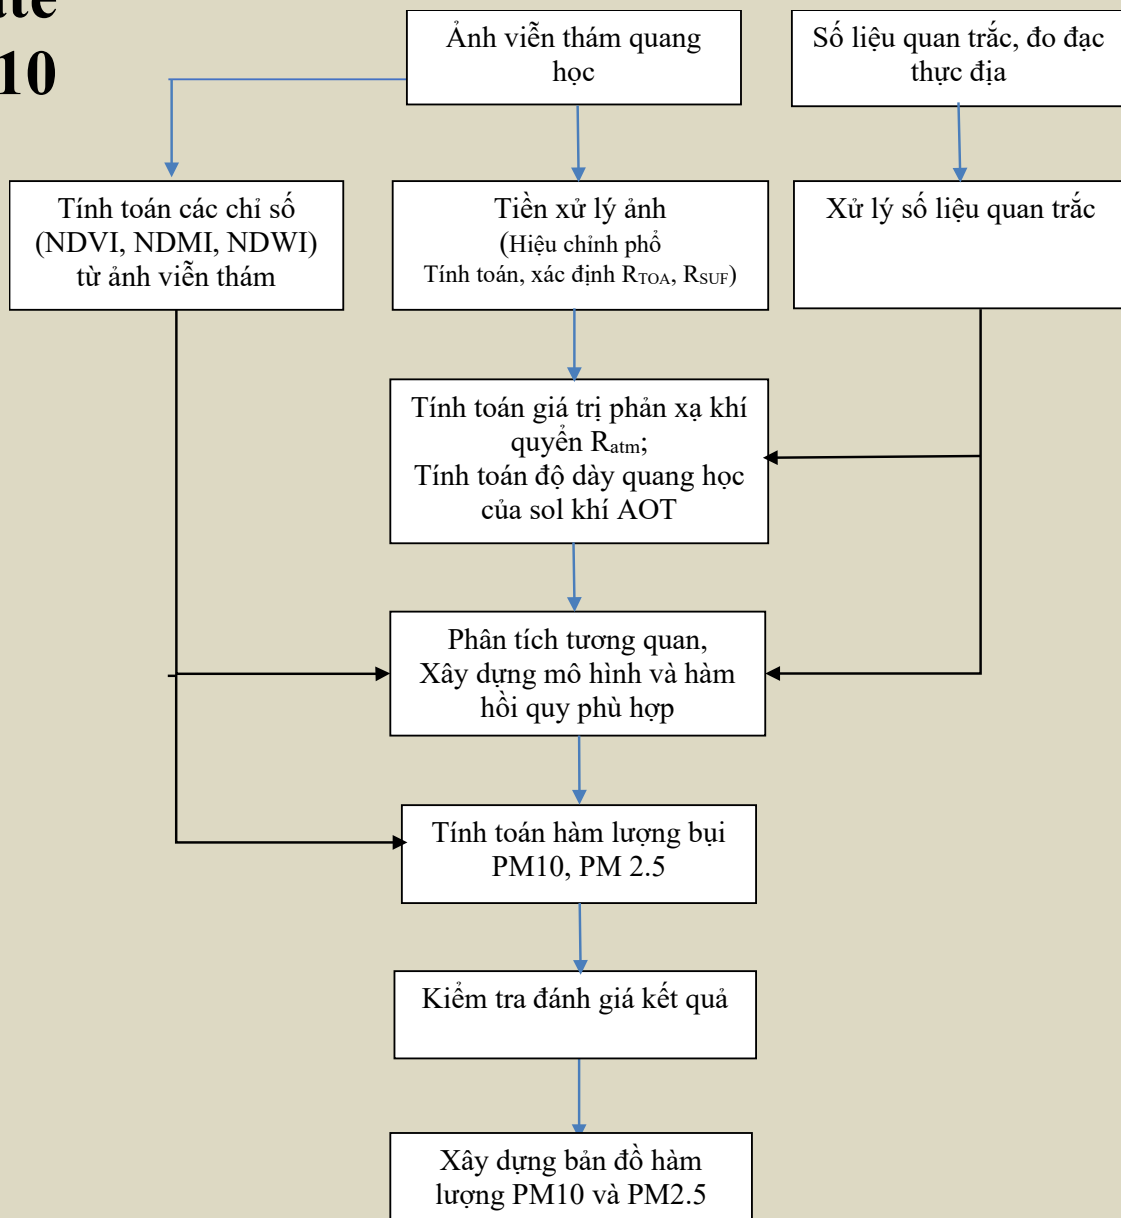 10
Ảnh viễn thám quang
học
Số liệu quan trắc, đo đạc
thực địa
Tính toán các chỉ số
(NDVI, NDMI, NDWI)
từ ảnh viễn thám
Tiền xử lý ảnh
(Hiệu chỉnh phổ
Tính toán, xác định RTOA, RSUF)
Xử lý số liệu quan trắc
Tính toán giá trị phản xạ khí
quyển Ratm;
Tính toán độ dày quang học
của sol khí AOT
Phân tích tương quan,
Xây dựng mô hình và hàm
hồi quy phù hợp
Tính toán hàm lượng bụi
PM10, PM 2.5
Kiểm tra đánh giá kết quả
Xây dựng bản đồ hàm
lượng PM10 và PM2.5